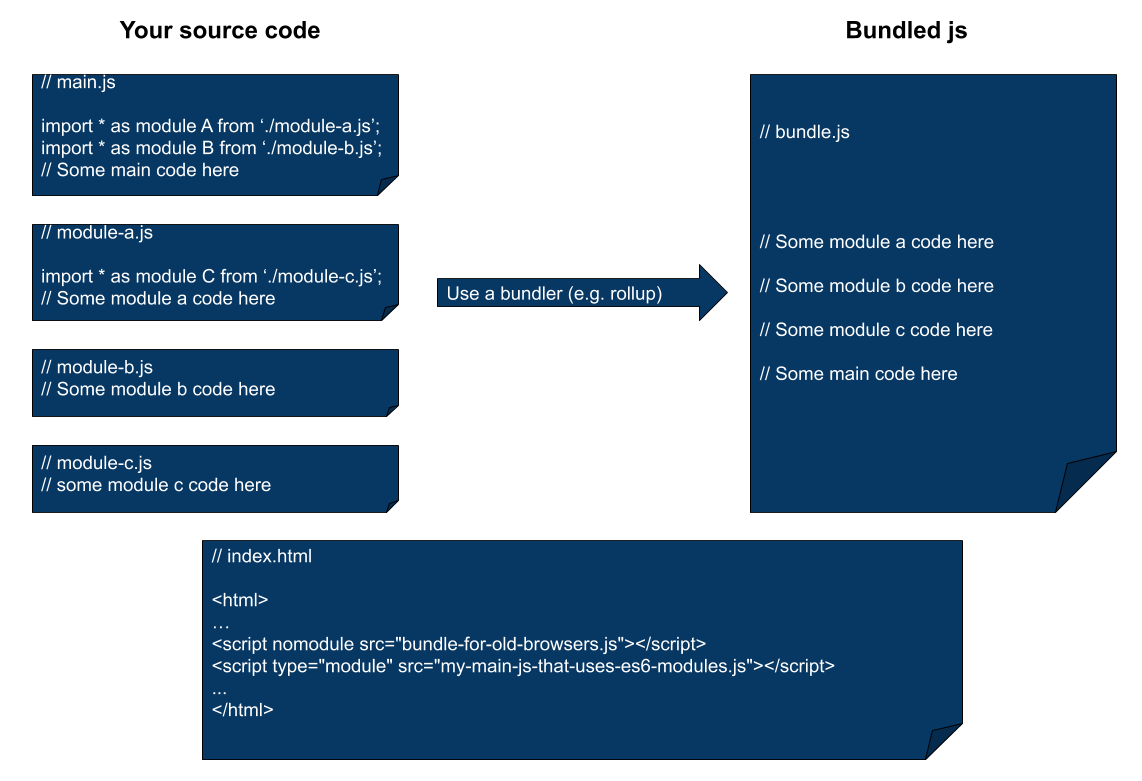 Your source code
// main.js
import * as module A from ‘./module-a.js’;
import * as module B from ‘./module-b.js’;
// Some main code here
// module-a.js
import * as module C from ‘./module-c.js’;
// Some module a code here
// module-b.js
// Some module b code here
// module-c.js
// some module c code here
Use a bundler (e.g. rollup)
Bundled js
// bundle.js
// Some module a code here
// Some module b code here
// Some module c code here
// Some main code here
// index.html
<html>
…
<script nomodule src="bundle-for-old-browsers.js"></script>
<script type="module" src="my-main-js-that-uses-es6-modules.js"></script>
...
</html>